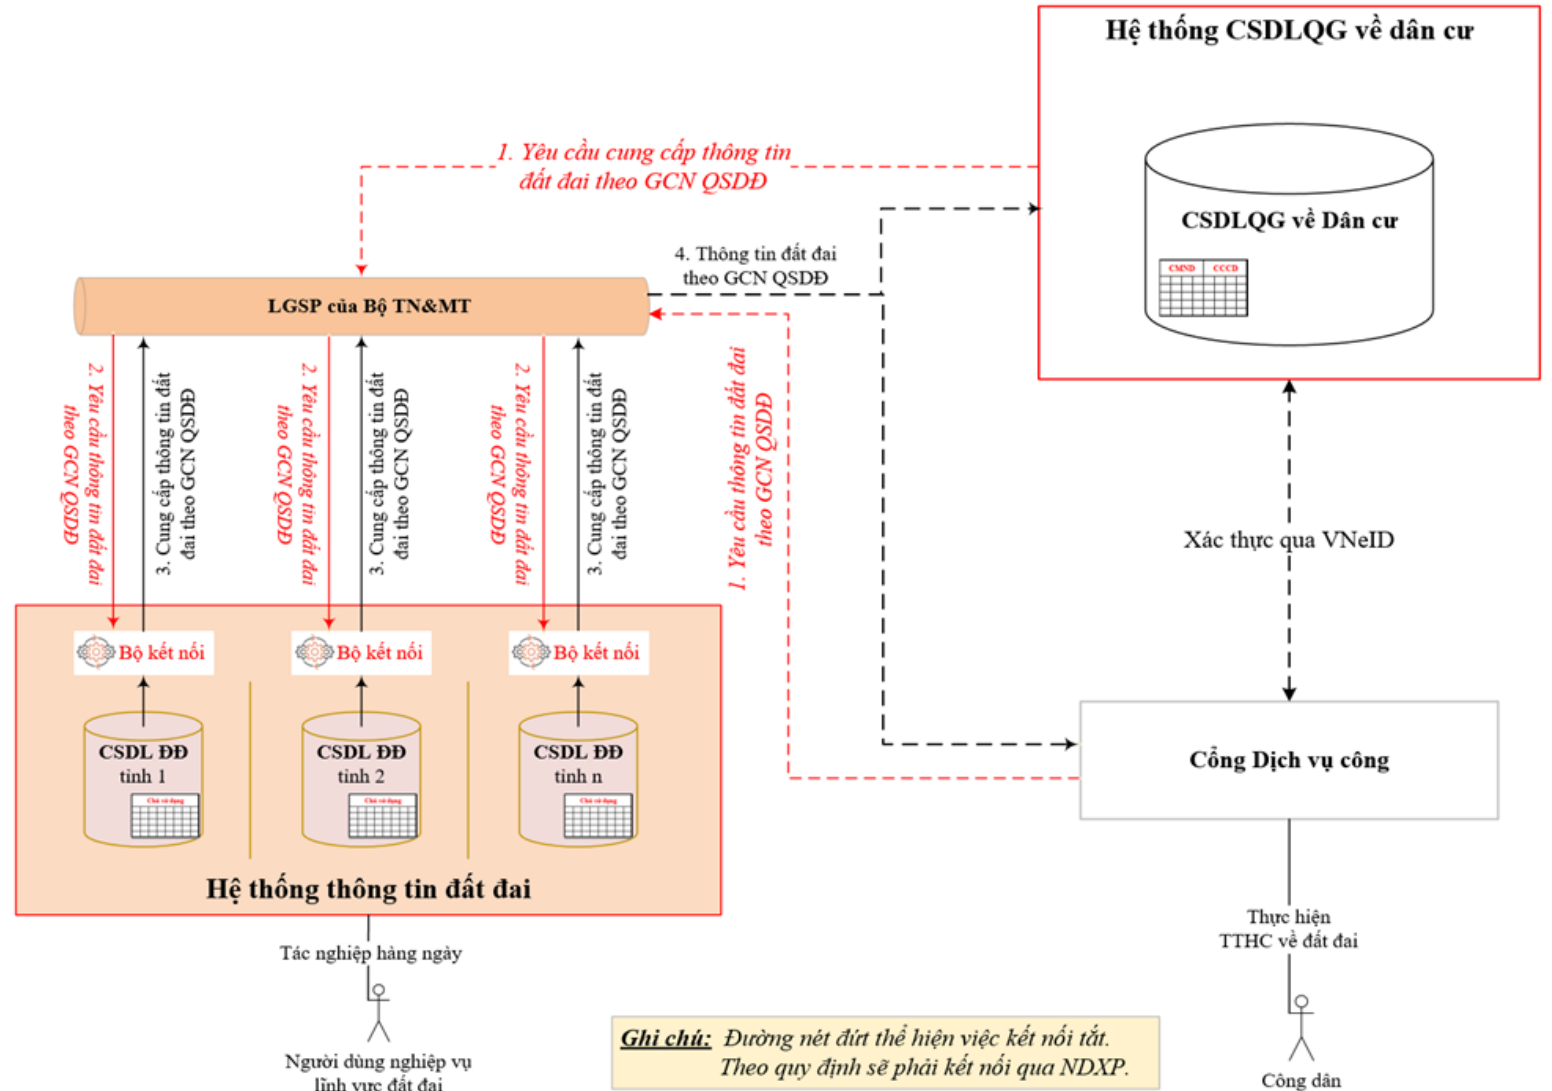 Hệ thống CSDLQG về dân cư
CSDLQG về Dân cư
CMND CCCD
1. Yêu cầu cung cấp thông tin
đất đai theo GCN QSDĐ
4. Thông tin đất đai
theo GCN QSDĐ
LGSP của Bộ TN&MT
2. Yêu cầu thông tin đất đai
theo GCN QSDĐ
3. Cung cấp thông tin đất
đai theo GCN QSDĐ
2. Yêu cầu thông tin đất đai
theo GCN QSDĐ
3. Cung cấp thông tin đất
đai theo GCN QSDĐ
2. Yêu cầu thông tin đất đai
theo GCN QSDĐ
3. Cung cấp thông tin đất
đai theo GCN QSDĐ
1. Yêu cầu thông tin đất đai
theo GCN QSDĐ
Xác thực qua VNeID
Bộ kết nối
Bộ kết nối
Bộ kết nối
CSDL ĐĐ
tỉnh 1
Chủ sử dụng
CSDL ĐĐ
tỉnh 2
Chủ sử dụng
CSDL ĐĐ
tỉnh n
Chủ sử dụng
Hệ thống thông tin đất đai
Cổng Dịch vụ công
Tác nghiệp hàng ngày
Người dùng nghiệp vụ
lĩnh vực đất đai
Thực hiện
TTHC về đất đai
Công dân
Ghi chú: Đường nét đứt thể hiện việc kết nối tắt.
Theo quy định sẽ phải kết nối qua NDXP.